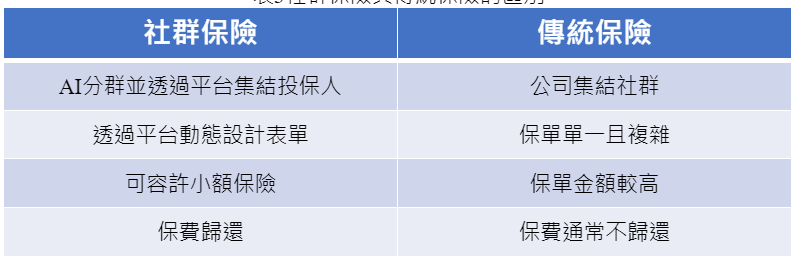 社群保險 傳統保險
AI分群並透過平台集結投保人 公司集結社群
透過平台動態設計表單 保單單一且複雜
可容許小額保險 保單金額較高
保費歸還 保費通常不歸還